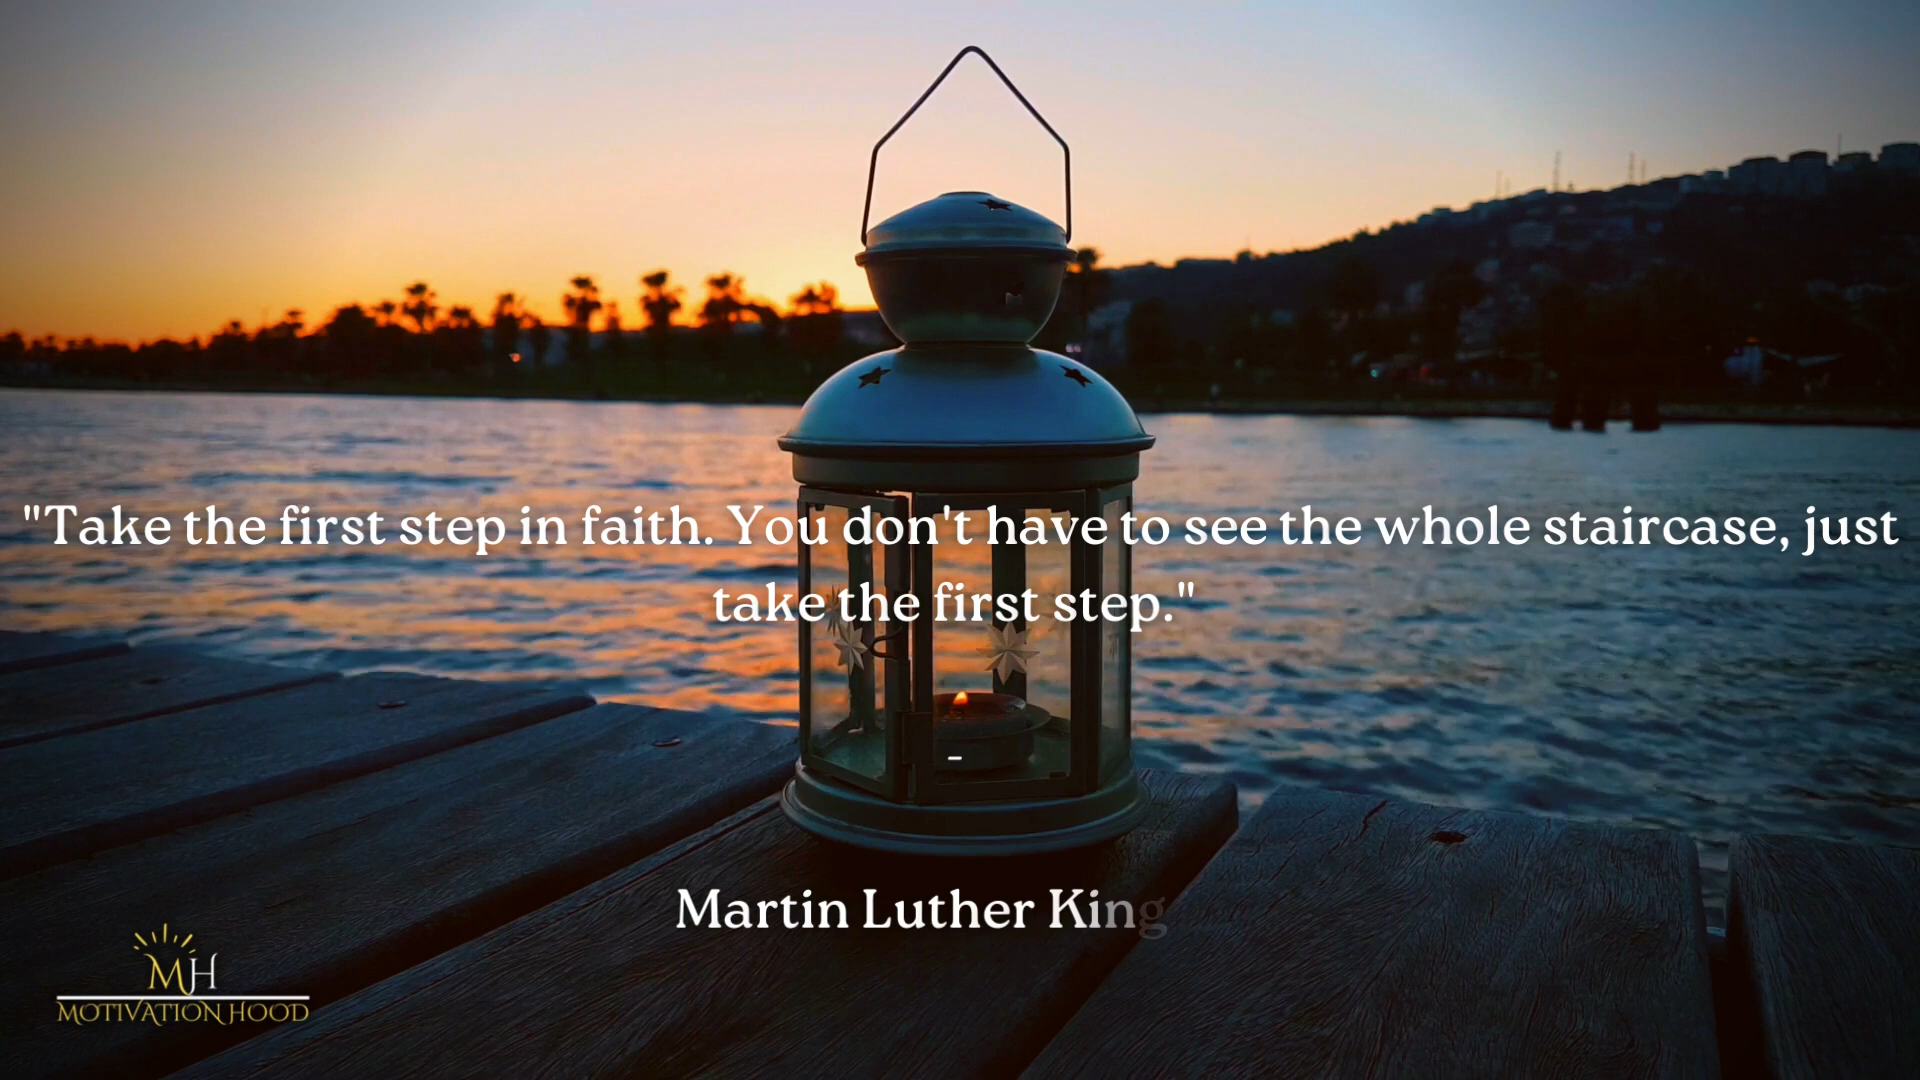 "Take the first step in faith. You don't have to see the whole staircase, just
take the first step."
-
Martin Luther King
MH
MOTIVATION HOOD